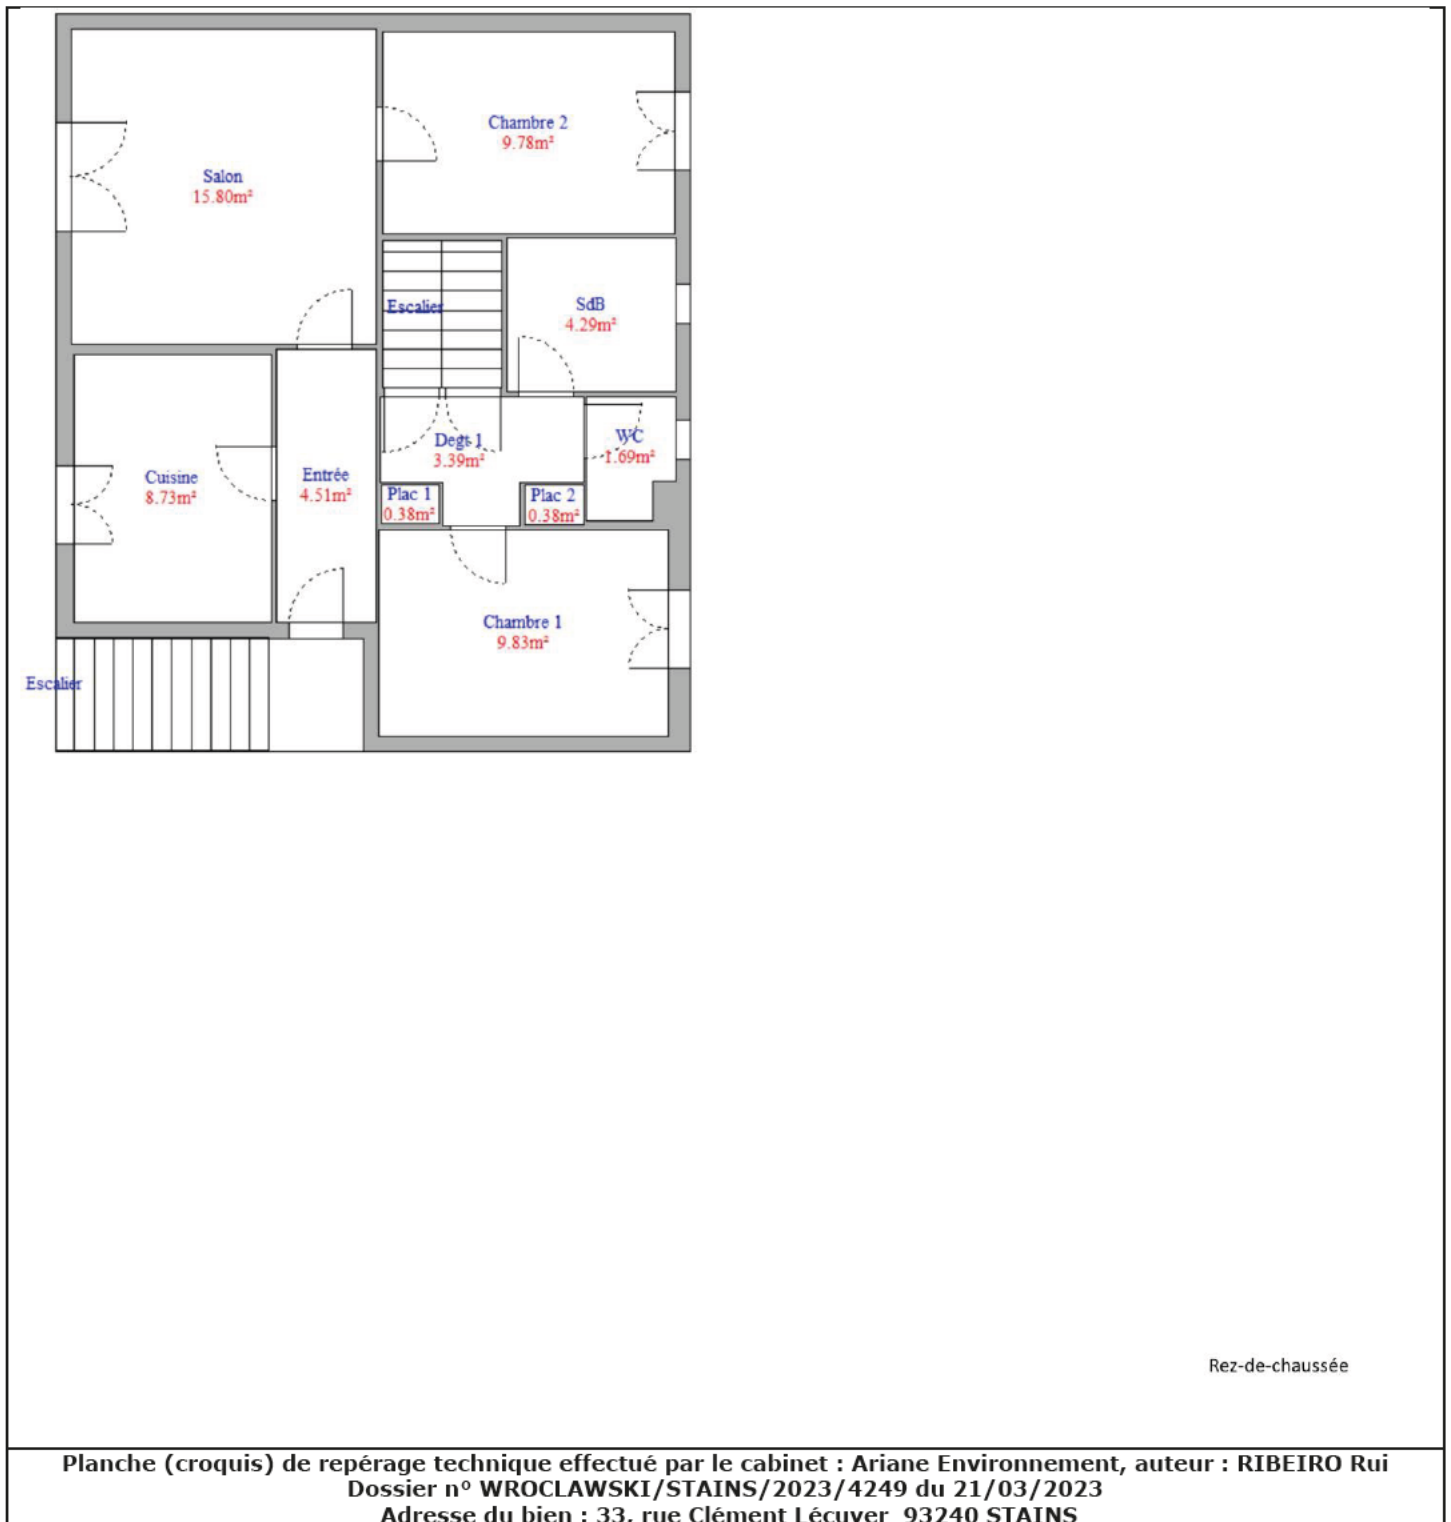 Chambre 2
9.78m²
Salon
15.80m²
Escalier
SdB
4.29m²
Degt 1
3.39m²
WC
1.69m²
Cuisine
8.73m²
Entrée
4.51m²
Plac 1
0.38m²
Plac 2
0.38m²
Chambre 1
9.83m²
Escalier
Rez-de-chaussée
Planche (croquis) de repérage technique effectué par le cabinet : Ariane Environnement, auteur : RIBEIRO Rui
Dossier nº WROCLAWSKI/STAINS/2023/4249 du 21/03/2023
Adresse du bien : 33, rue Clément Lécuyer 93240 STAINS